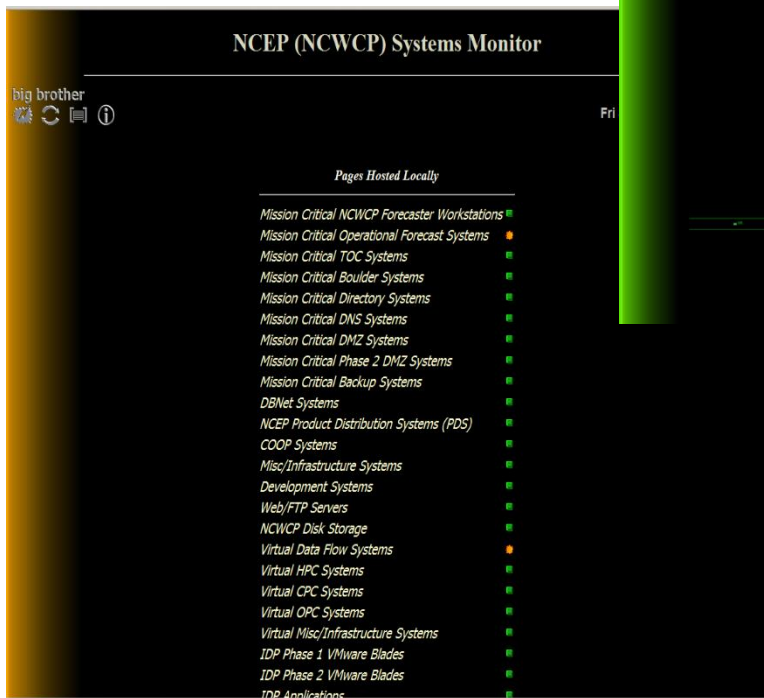 NCEP (NCWCP) Systems Monitor
big brother
Fri
Pages Hosted Locally
Mission Critical NCWCP Forecaster Workstations
Mission Critical Operational Forecast Systems
Mission Critical TOC Systems
Mission Critical Boulder Systems
Mission Critical Directory Systems
Mission Critical DNS Systems
Mission Critical DMZ Systems
Mission Critical Phase 2 DMZ Systems
Mission Critical Backup Systems
DBNet Systems
NCEP Product Distribution Systems (PDS)
COOP Systems
Misc/Infrastructure Systems
Development Systems
Web/FTP Servers
NCWCP Disk Storage
Virtual Data Flow Systems
Virtual HPC Systems
Virtual CPC Systems
Virtual OPC Systems
Virtual Misc/Infrastructure Systems
IDP Phase 1 VMware Blades
IDP Phase 2 VMware Blades
IDP Applications